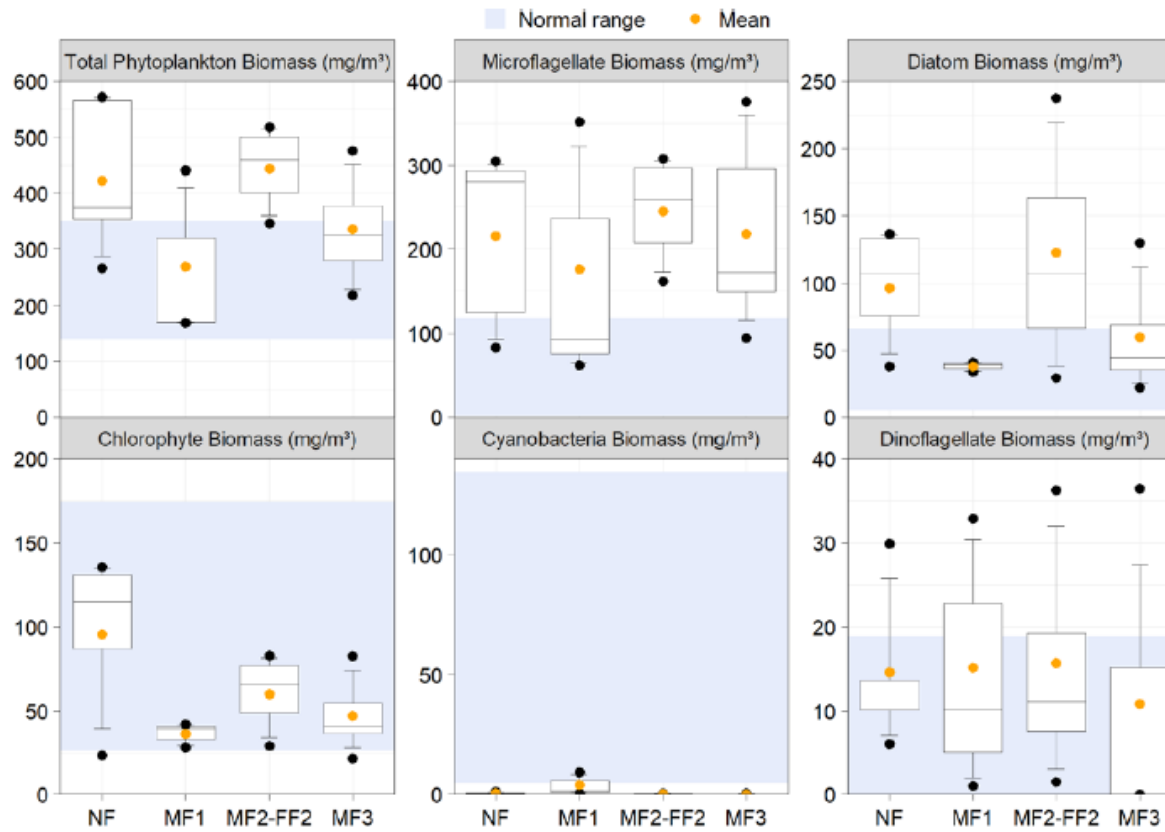 Normal range Mean
Total Phytoplankton Biomass (mg/m³) Microflagellate Biomass (mg/m³) Diatom Biomass (mg/m³)
600 400 250
500 300 200
400 200 150
300 100 100
200 0 50
100 0
0
Chlorophyte Biomass (mg/m³) Cyanobacteria Biomass (mg/m³) Dinoflagellate Biomass (mg/m³)
200 100 40
150 50 30
100 0 20
50 10
0 0
NF MF1 MF2-FF2 MF3 NF MF1 MF2-FF2 MF3 NF MF1 MF2-FF2 MF3